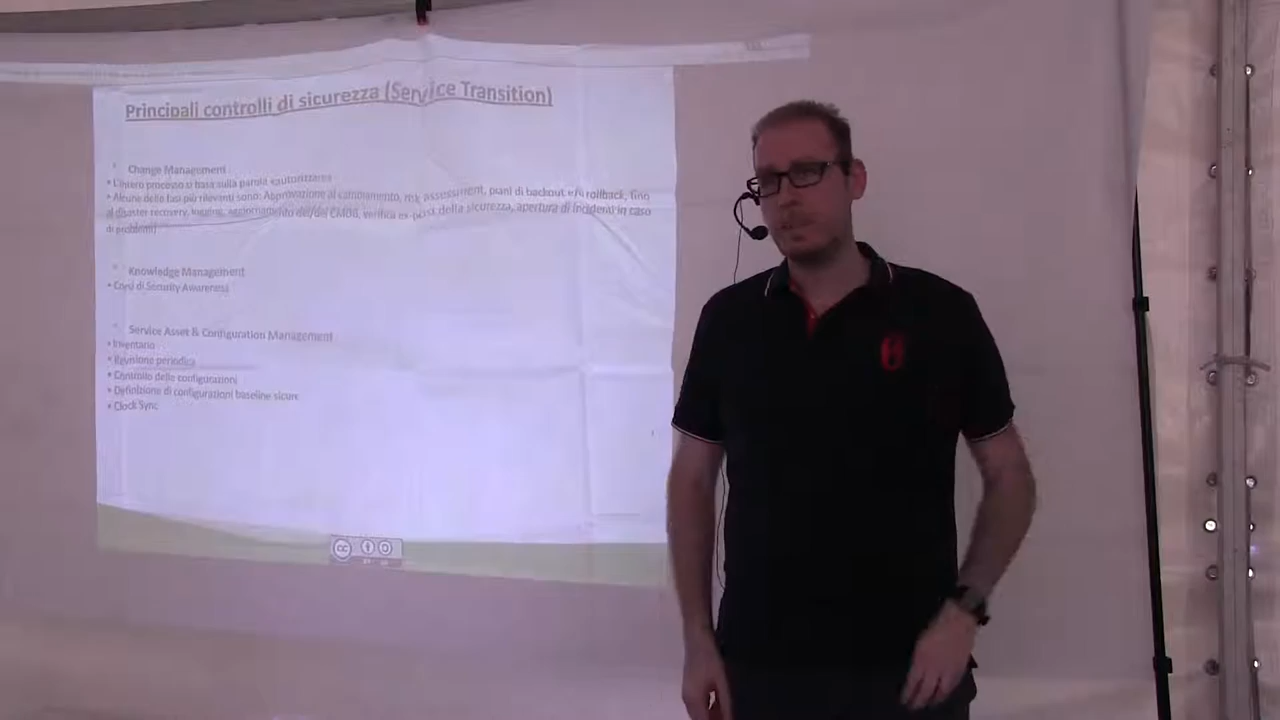 Principali controlli di sicurezza (Service Transition)
Change Management
• L'intero processo si basa sulla parola «autorizzare»
• Alcune delle fasi più rilevanti sono: Approvazione al cambiamento, risk assessment, piani di backout e/o rollback, fino
al disaster recovery, logging, aggiornamento del/dei CMDB, verifica ex-post della sicurezza, apertura di incidenti in caso
di problemi)
Knowledge Management
• Corsi di Security Awareness
Service Asset & Configuration Management
• Inventario
• Revisione periodica
• Controllo delle configurazioni
• Definizione di configurazioni baseline sicure
• Clock Sync
cc